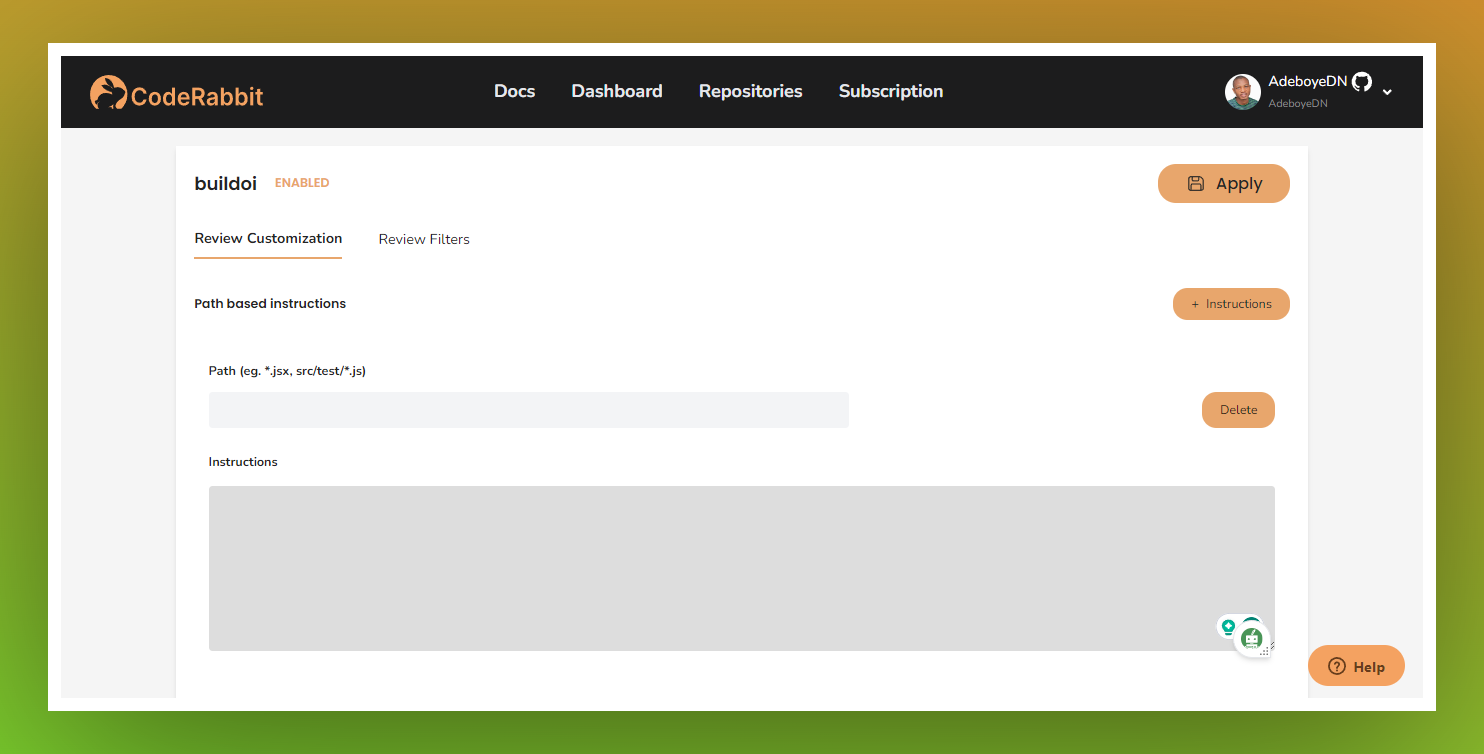 CodeRabbit
Docs
Dashboard
Repositories
Subscription
AdeboyeDN
AdeboyeDN
buildoi
ENABLED
Apply
Review Customization
Review Filters
Path based instructions
+ Instructions
Path (eg. *.jsx, src/test/*.js)
Delete
Instructions
Help